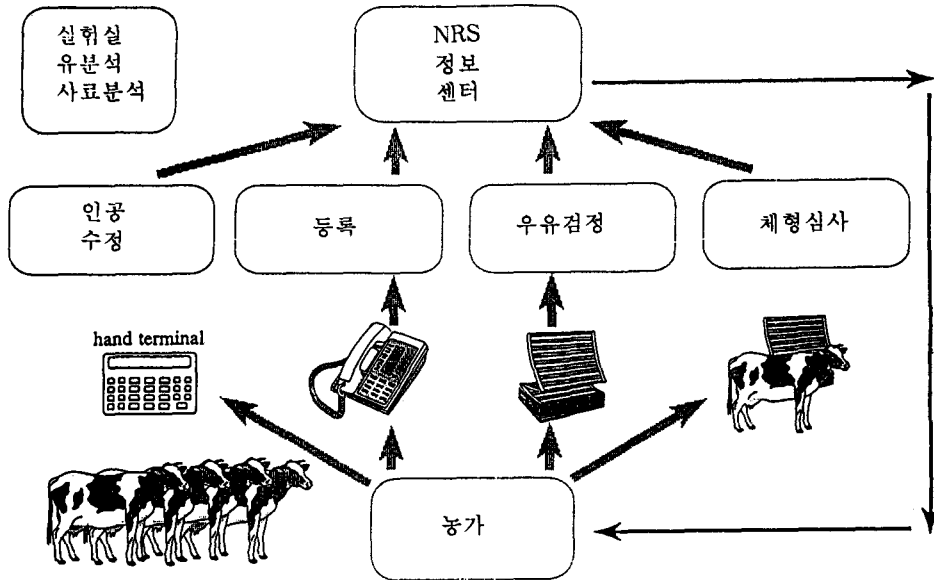 실험실
유분석
사료분석
NRS
정보
센터
인공
수정
등록
우유검정
체형심사
hand terminal
농가